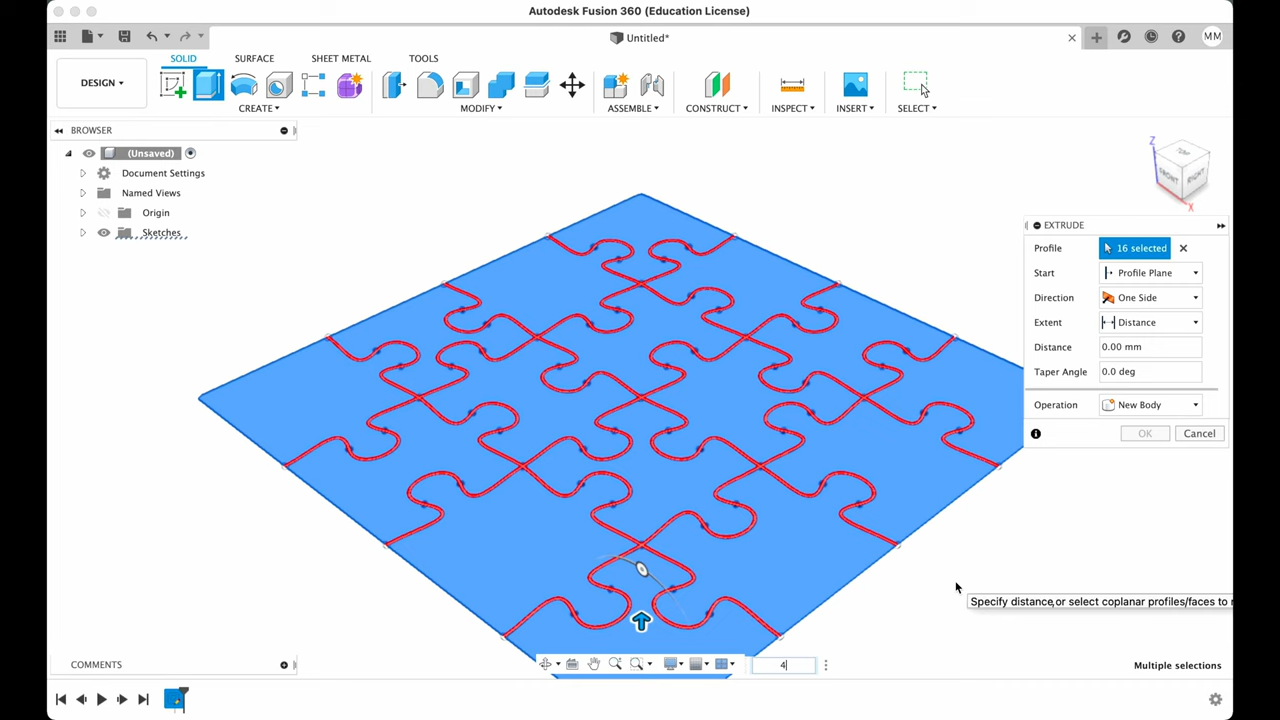 Autodesk Fusion 360 (Education License)
Untitled*
MM
SOLID SURFACE SHEET METAL TOOLS
DESIGN
CREATE MODIFY ASSEMBLE CONSTRUCT INSPECT INSERT SELECT
BROWSER
(Unsaved)
Document Settings
Named Views
Origin
Sketches
Z
TOP
FRONT
RIGHT
X
EXTRUDE
Profile 16 selected
Start Profile Plane
Direction One Side
Extent Distance
Distance 0.00 mm
Taper Angle 0.0 deg
Operation New Body
OK Cancel
Specify distance or select coplanar profiles/faces to
COMMENTS
4
Multiple selections